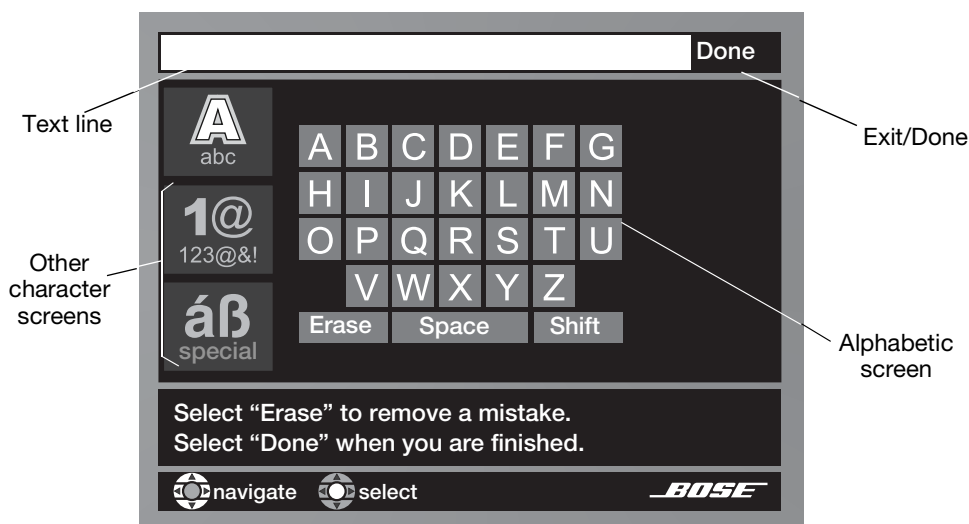 Done
Text line
Exit/Done
A
abc
A B C D E F G
H I J K L M N
1@
123@&!
O P Q R S T U
Other
character
screens
V W X Y Z
áß
special
Erase Space Shift
Alphabetic
screen
Select “Erase” to remove a mistake.
Select “Done” when you are finished.
navigate select BOSE